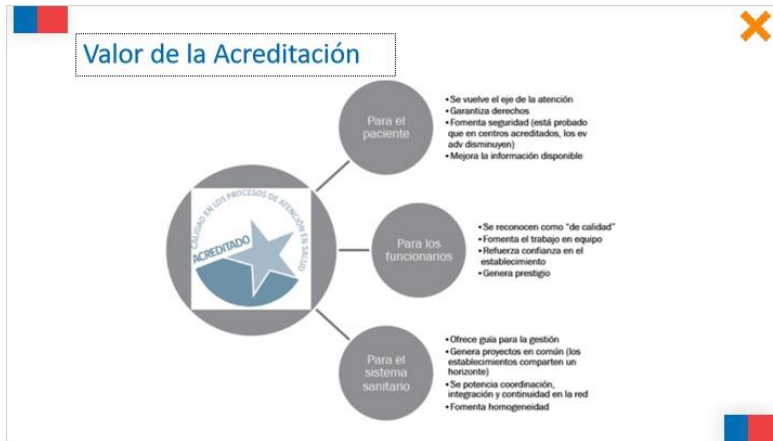 Valor de la Acreditación
Para el
paciente
• Se vuelve el eje de la atención
• Garantiza derechos
• Fomenta seguridad (está probado
que en centros acreditados, los ev
adv disminuyen)
• Mejora la información disponible
CALIDAD EN LOS PROCESOS DE ATENCIÓN EN SALUD
ACREDITADO
Para los
funcionarios
• Se reconocen como "de calidad"
• Fomenta el trabajo en equipo
• Refuerza confianza en el
establecimiento
• Genera prestigio
Para el
sistema
sanitario
• Ofrece guía para la gestión
• Genera proyectos en común (los
establecimientos comparten un
horizonte)
• Se potencia coordinación,
integración y continuidad en la red
• Fomenta homogeneidad